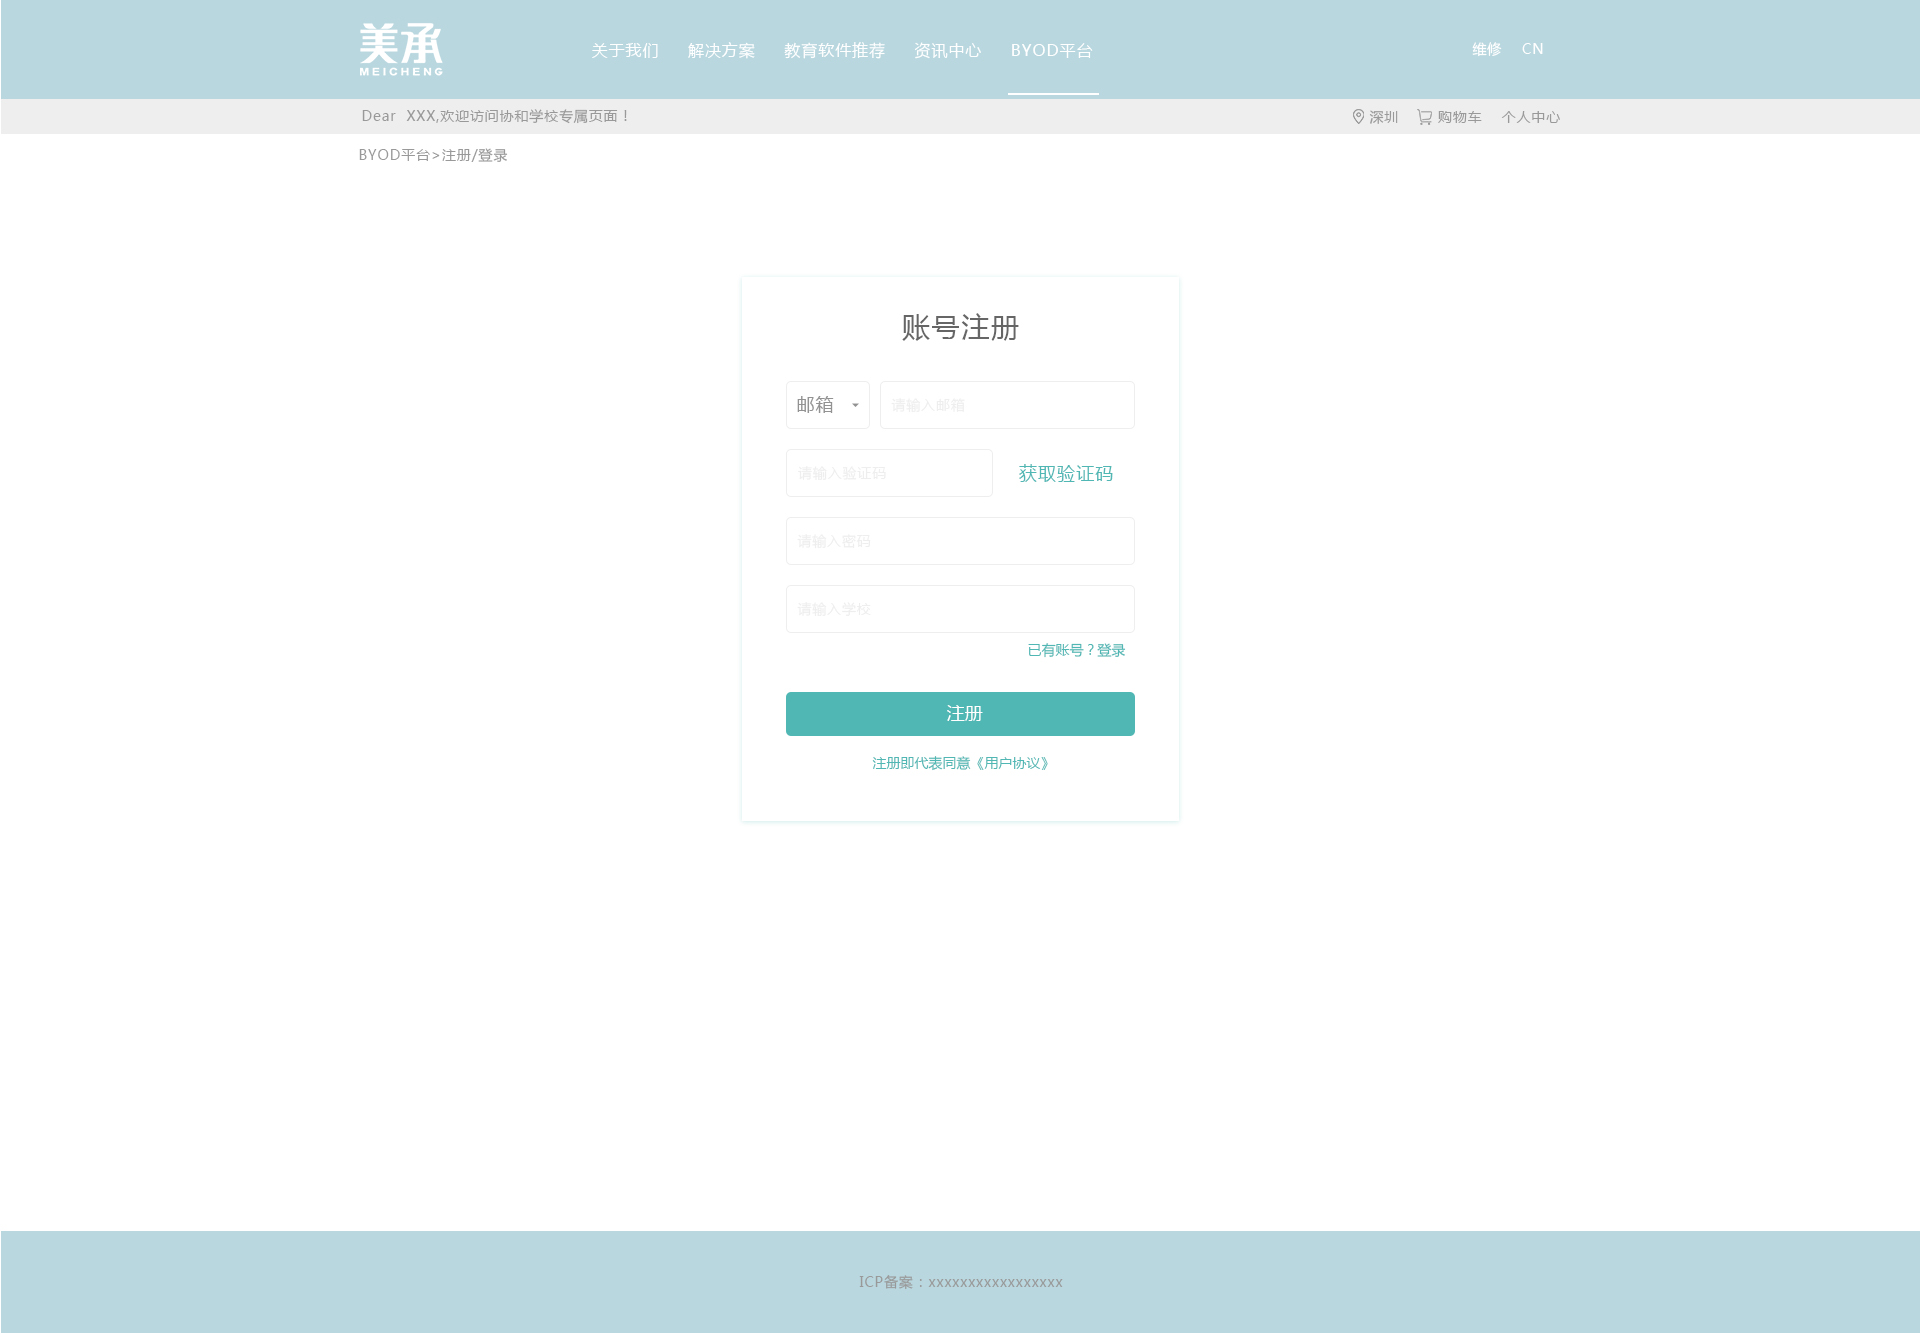 美承
MEICHENG
关于我们 解决方案 教育软件推荐 资讯中心 BYOD平台 维修 CN
Dear XXX,欢迎访问协和学校专属页面！ 深圳 购物车 个人中心
BYOD平台>注册/登录
账号注册
邮箱 请输入邮箱
请输入验证码 获取验证码
请输入密码
请输入学校
已有账号？登录
注册
注册即代表同意《用户协议》
ICP备案：xxxxxxxxxxxxxxxxx